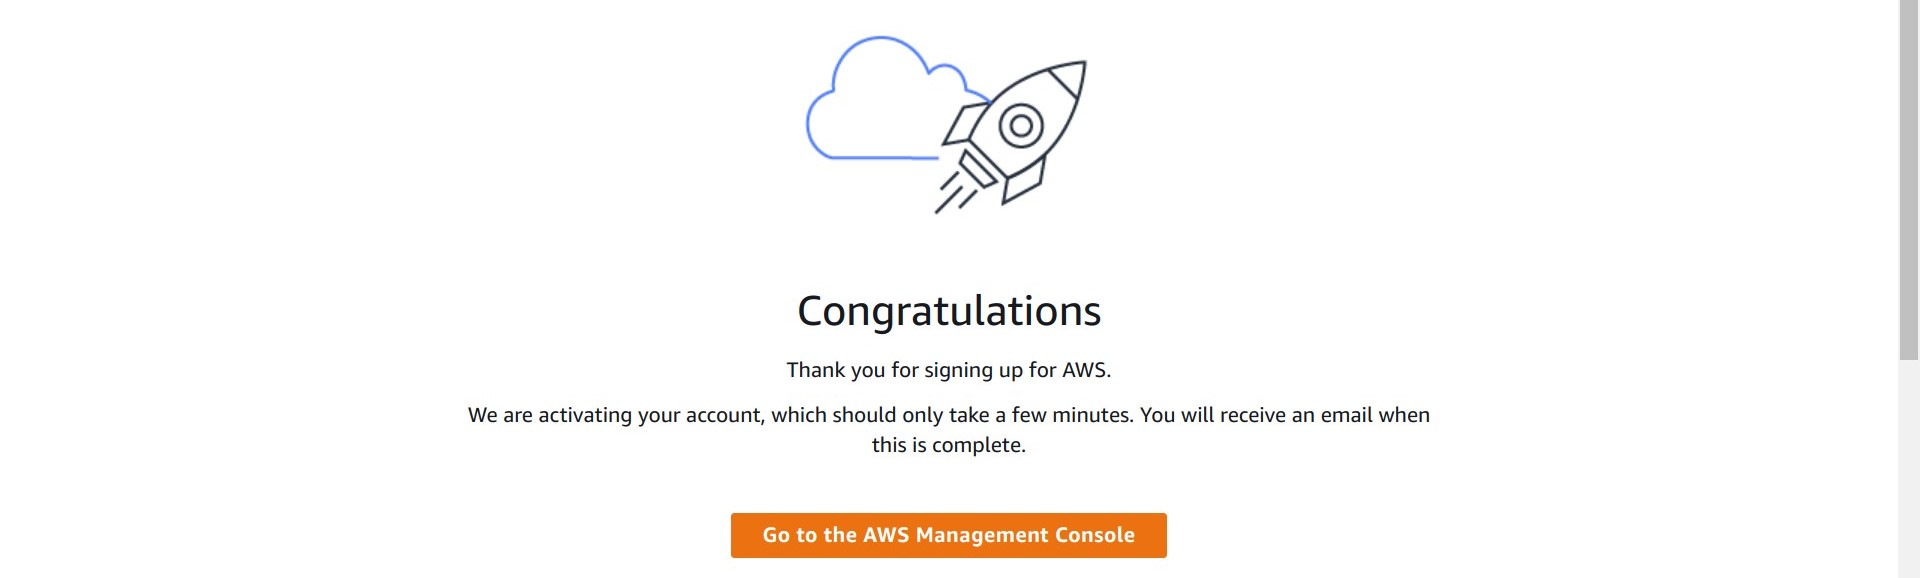 Congratulations
Thank you for signing up for AWS.
We are activating your account, which should only take a few minutes. You will receive an email when
this is complete.
Go to the AWS Management Console